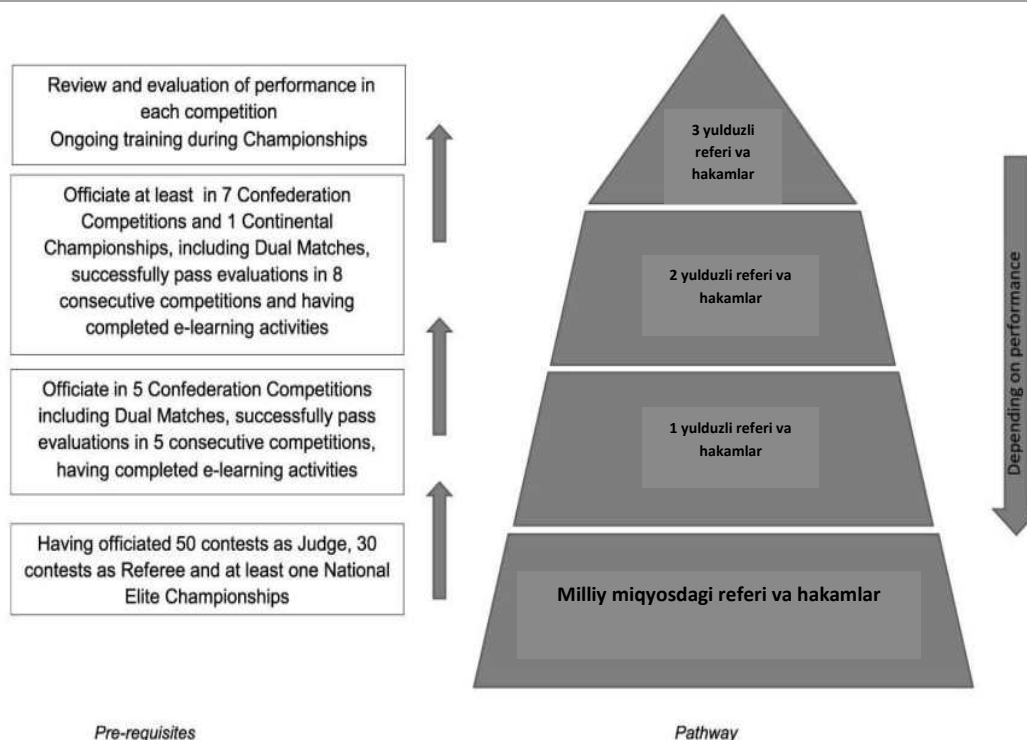 Review and evaluation of performance in
each competition
Ongoing training during Championships
Officiate at least in 7 Confederation
Competitions and 1 Continental
Championships, including Dual Matches,
successfully pass evaluations in 8
consecutive competitions and having
completed e-learning activities
Officiate in 5 Confederation Competitions
including Dual Matches, successfully pass
evaluations in 5 consecutive competitions,
having completed e-learning activities
Having officiated 50 contests as Judge, 30
contests as Referee and at least one National
Elite Championships
Pre-requisites
3 yulduzli
referi va
hakamlar
2 yulduzli referi va
hakamlar
1 yulduzli referi va
hakamlar
Milliy miqyosdagi referi va hakamlar
Pathway
Depending on performance